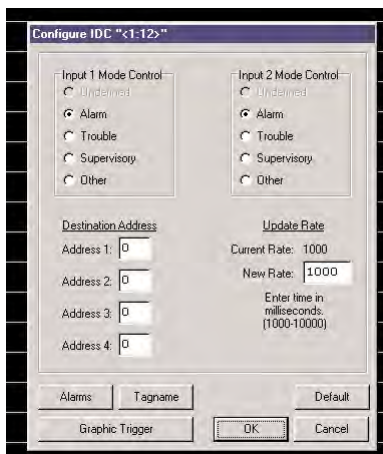 Configure IDC "<1:12>"
Input 1 Mode Control
Undefined
Alarm
Trouble
Supervisory
Other
Input 2 Mode Control
Undefined
Alarm
Trouble
Supervisory
Other
Destination Address
Address 1: 0
Address 2: 0
Address 3: 0
Address 4: 0
Update Rate
Current Rate: 1000
New Rate: 1000
Enter time in
milliseconds.
(1000-10000)
Alarms
Tagname
Default
Graphic Trigger
OK
Cancel